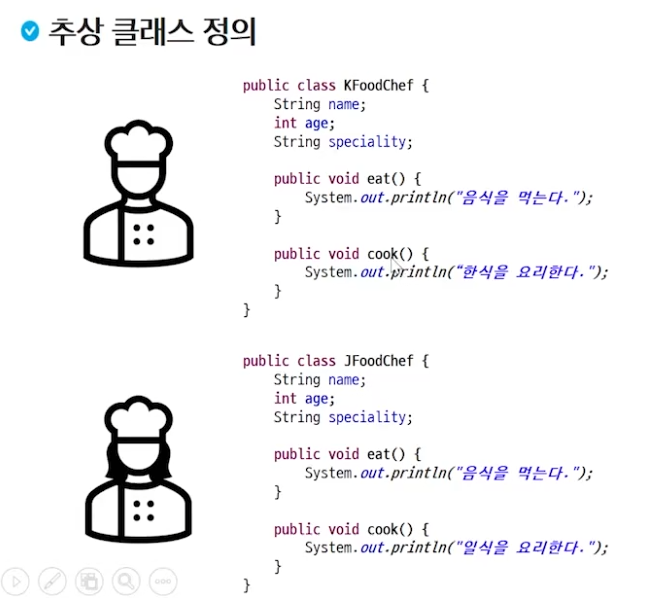 추상 클래스 정의
public class KFoodChef {
String name;
int age;
String speciality;
public void eat() {
System.out.println("음식을 먹는다.");
}
public void cook() {
System.out.println(“한식을 요리한다.");
}
}
public class JFoodChef {
String name;
int age;
String speciality;
public void eat() {
System.out.println("음식을 먹는다.");
}
public void cook() {
System.out.println("일식을 요리한다.");
}
}